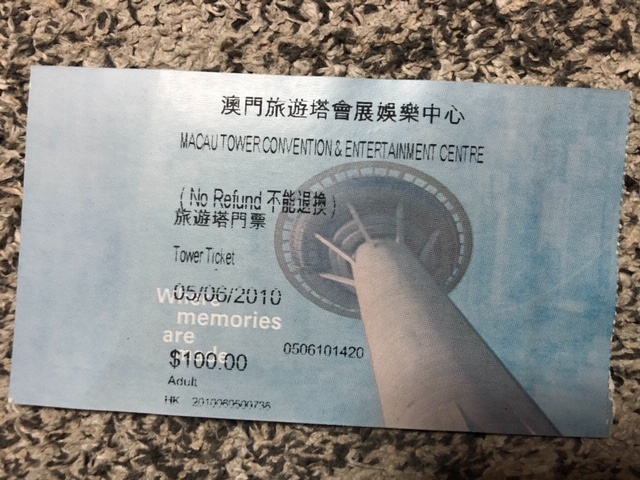 澳門旅遊塔會展娛樂中心
MACAU TOWER CONVENTION & ENTERTAINMENT CENTRE
( No Refund 不能退換 )
旅遊塔門票
Tower Ticket
05/06/2010
Where
memories
are
made
0506101420
$100.00
Adult
HK